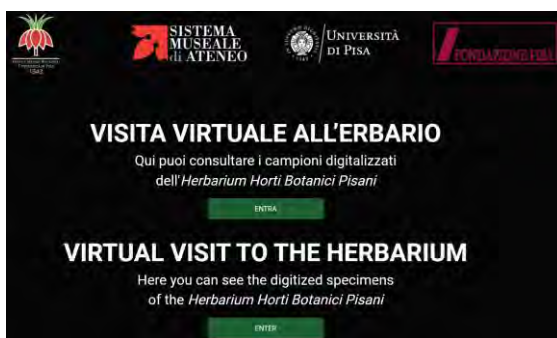 SISTEMA
MUSEALE
di ATENEO
UNIVERSITÀ
DI PISA
FONDAZIONE PISA
1545
VISITA VIRTUALE ALL'ERBARIO
Qui puoi consultare i campioni digitalizzati
dell'Herbarium Horti Botanici Pisani
ENTRA
VIRTUAL VISIT TO THE HERBARIUM
Here you can see the digitized specimens
of the Herbarium Horti Botanici Pisani
ENTER